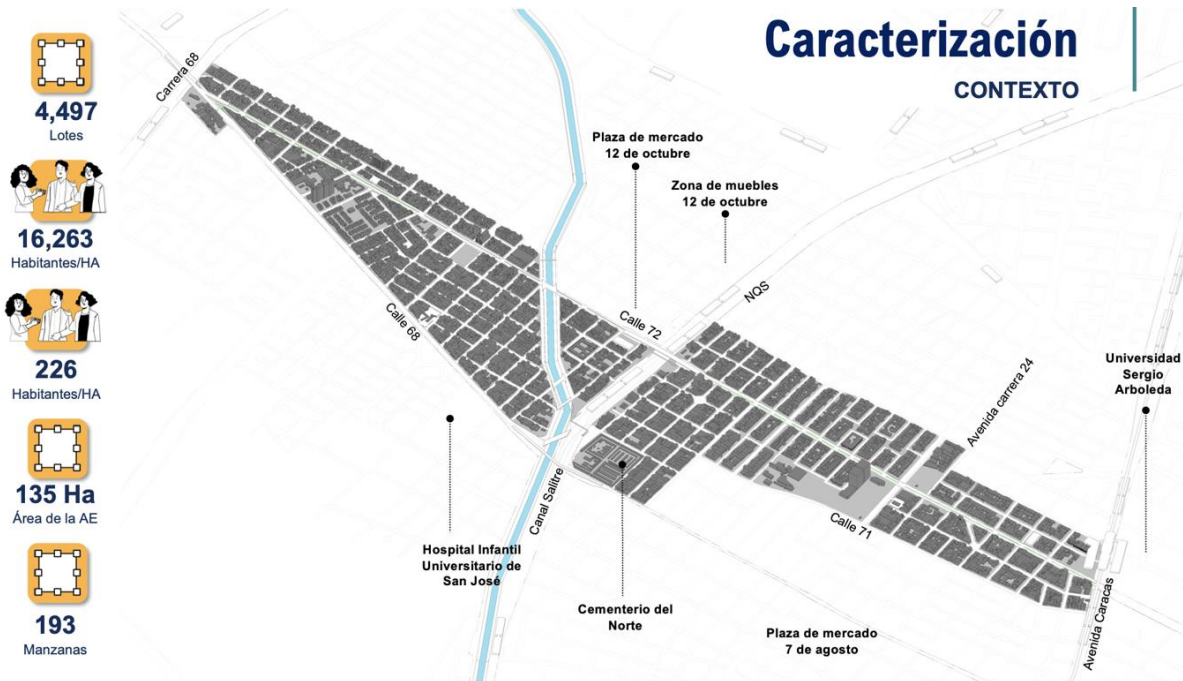 Caracterización
CONTEXTO
4,497
Lotes
16,263
Habitantes/HA
226
Habitantes/HA
135 Ha
Área de la AE
193
Manzanas
Carrera 68
Plaza de mercado
12 de octubre
Zona de muebles
12 de octubre
NQS
Calle 72
Calle 68
Avenida carrera 24
Universidad
Sergio
Arboleda
Canal Salitre
Calle 71
Hospital Infantil
Universitario de
San José
Cementerio del
Norte
Plaza de mercado
7 de agosto
Avenida Caracas